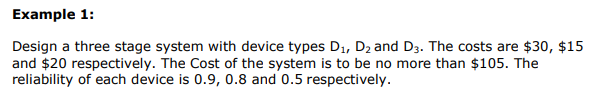 Example 1:
Design a three stage system with device types D₁, D₂ and D₃. The costs are $30, $15
and $20 respectively. The Cost of the system is to be no more than $105. The
reliability of each device is 0.9, 0.8 and 0.5 respectively.